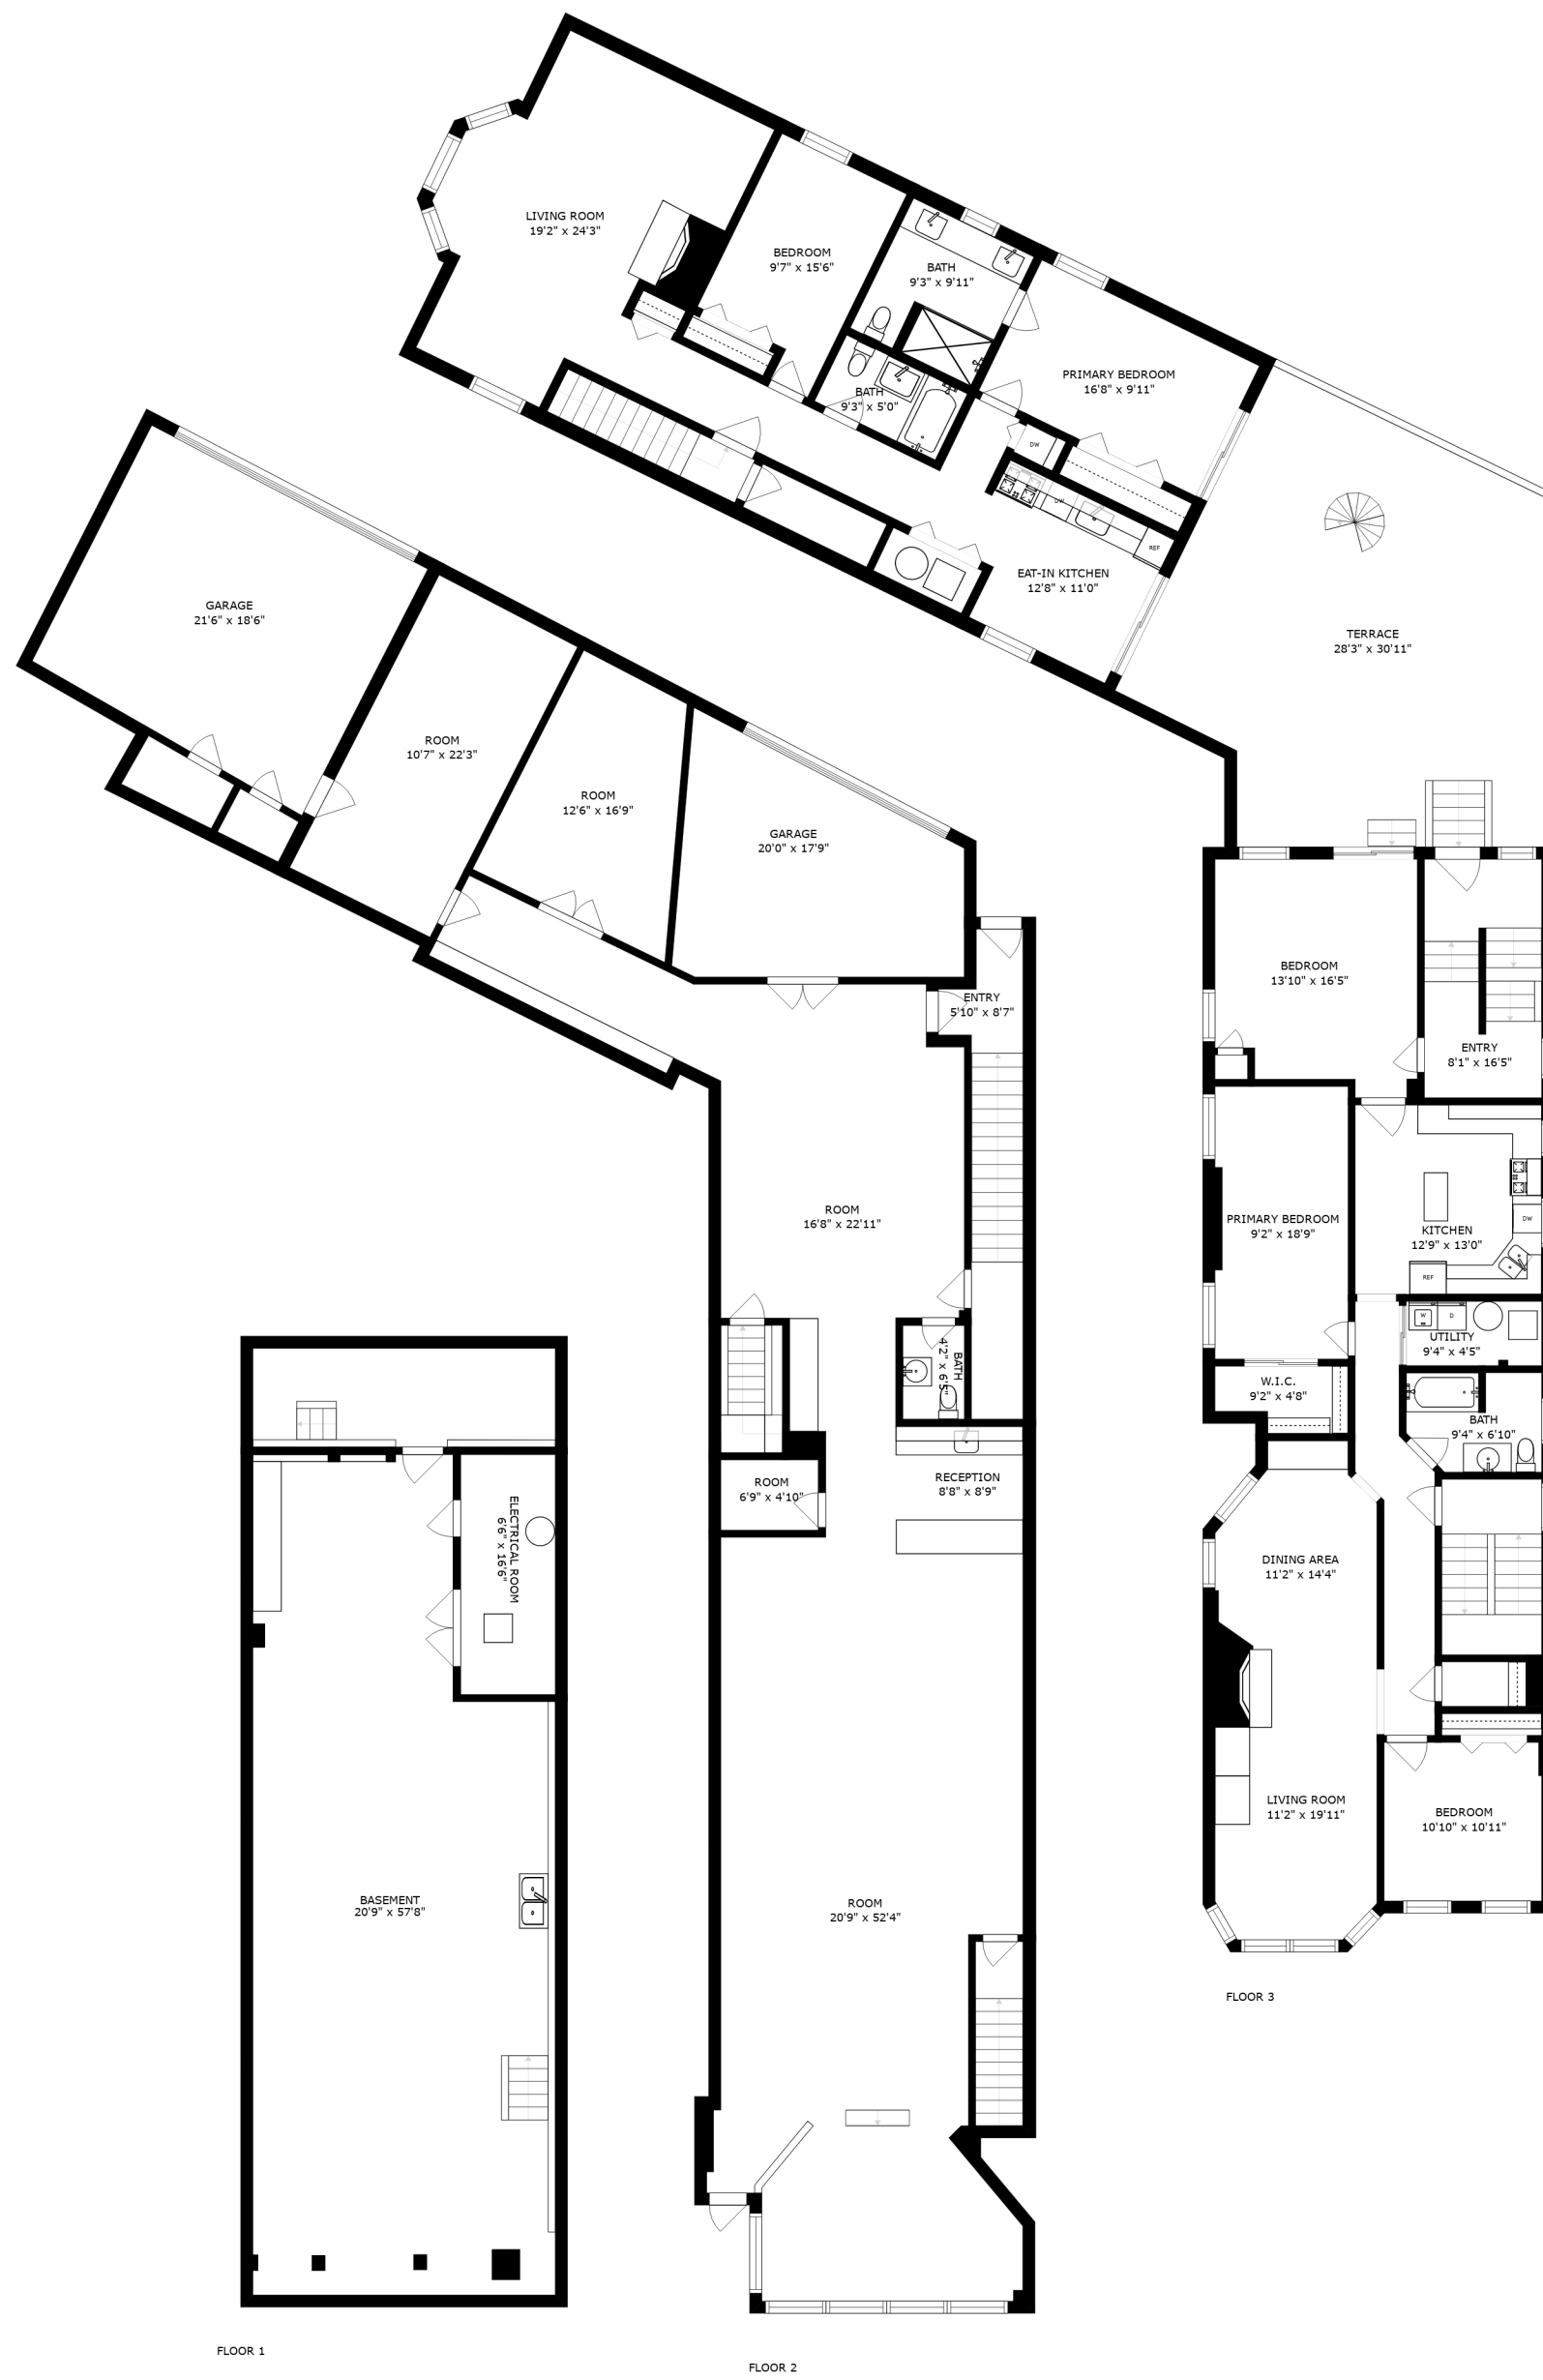 LIVING ROOM
19'2" x 24'3"
BEDROOM
9'7" x 15'6"
BATH
9'3" x 9'11"
PRIMARY BEDROOM
16'8" x 9'11"
BATH
9'3" x 5'0"
DW
DW
REF
EAT-IN KITCHEN
12'8" x 11'0"
TERRACE
28'3" x 30'11"
GARAGE
21'6" x 18'6"
ROOM
10'7" x 22'3"
ROOM
12'6" x 16'9"
GARAGE
20'0" x 17'9"
ENTRY
5'10" x 8'7"
ROOM
16'8" x 22'11"
BATH
4'2" x 6'5"
RECEPTION
8'8" x 8'9"
ROOM
6'9" x 4'10"
ROOM
20'9" x 52'4"
FLOOR 2
ELECTRICAL ROOM
6'6" x 16'6"
BASEMENT
20'9" x 57'8"
FLOOR 1
BEDROOM
13'10" x 16'5"
ENTRY
8'1" x 16'5"
PRIMARY BEDROOM
9'2" x 18'9"
KITCHEN
12'9" x 13'0"
DW
REF
W
D
UTILITY
9'4" x 4'5"
W.I.C.
9'2" x 4'8"
BATH
9'4" x 6'10"
DINING AREA
11'2" x 14'4"
LIVING ROOM
11'2" x 19'11"
BEDROOM
10'10" x 10'11"
FLOOR 3